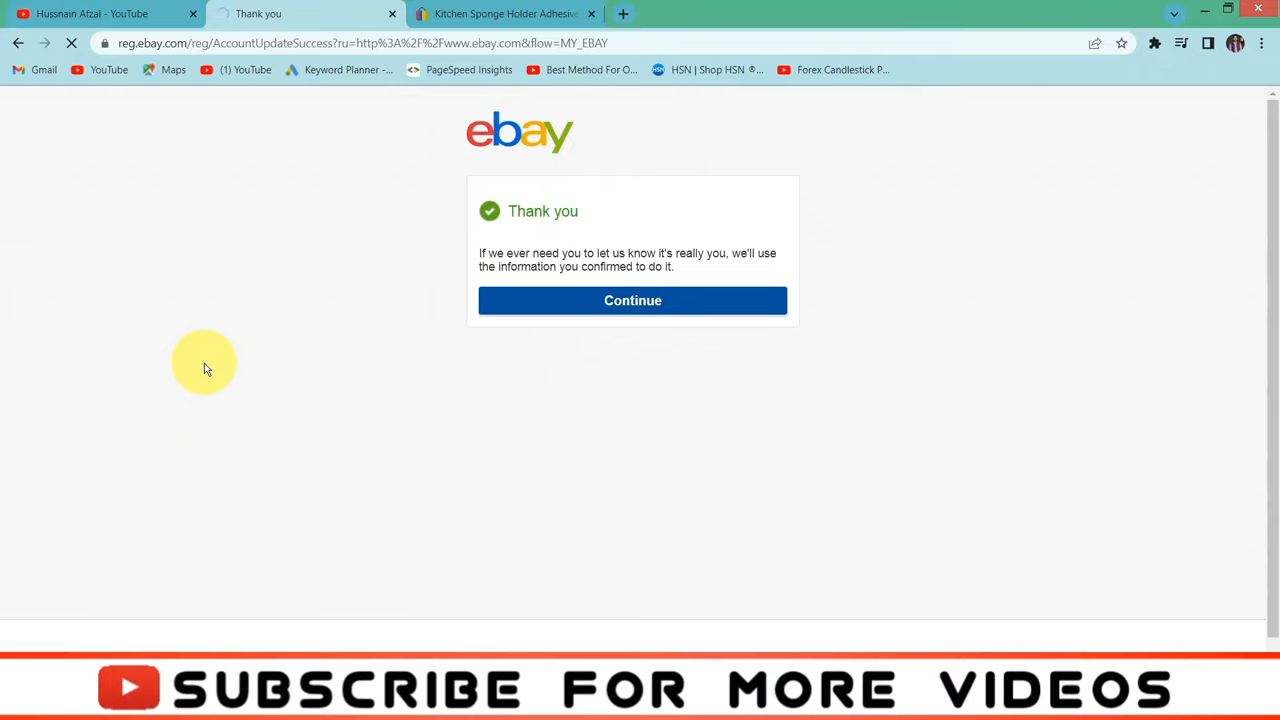 Hussnain Afzal - YouTube
Thank you
Kitchen Sponge Holder Adhesive
reg.ebay.com/reg/AccountUpdateSuccess?ru=http%3A%2F%2Fwww.ebay.com&flow=MY_EBAY
Gmail
YouTube
Maps
(1) YouTube
Keyword Planner -...
PageSpeed Insights
Best Method For O...
HSN
HSN | Shop HSN ®...
Forex Candlestick P...
ebay
Thank you
If we ever need you to let us know it's really you, we'll use
the information you confirmed to do it.
Continue
SUBSCRIBE FOR MORE VIDEOS